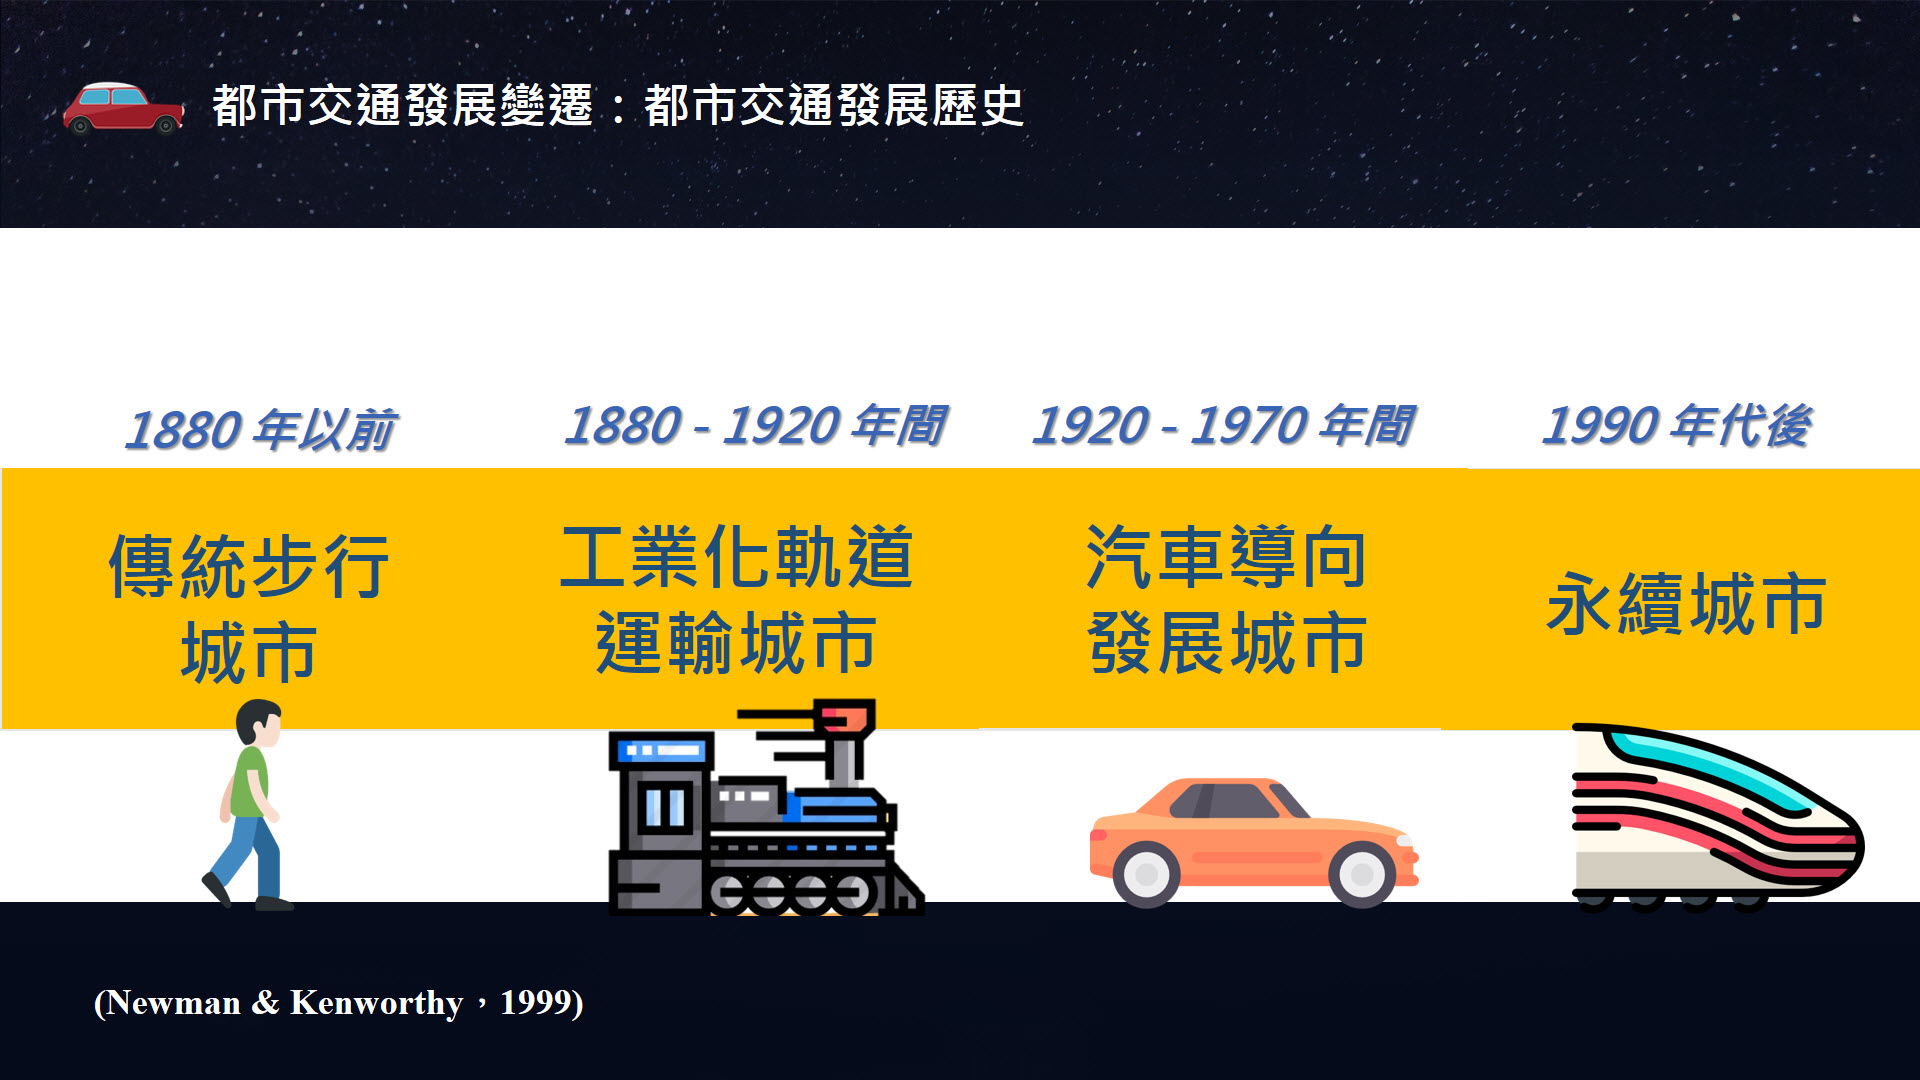 都市交通發展變遷：都市交通發展歷史
1880 年以前
1880 - 1920 年間
1920 - 1970 年間
1990 年代後
傳統步行
城市
工業化軌道
運輸城市
汽車導向
發展城市
永續城市
(Newman & Kenworthy，1999)